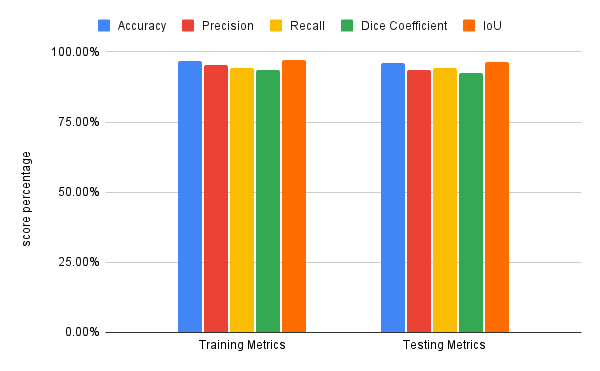 Accuracy Precision Recall Dice Coefficient IoU
100.00%
75.00%
50.00%
25.00%
0.00%
score percentage
Training Metrics Testing Metrics